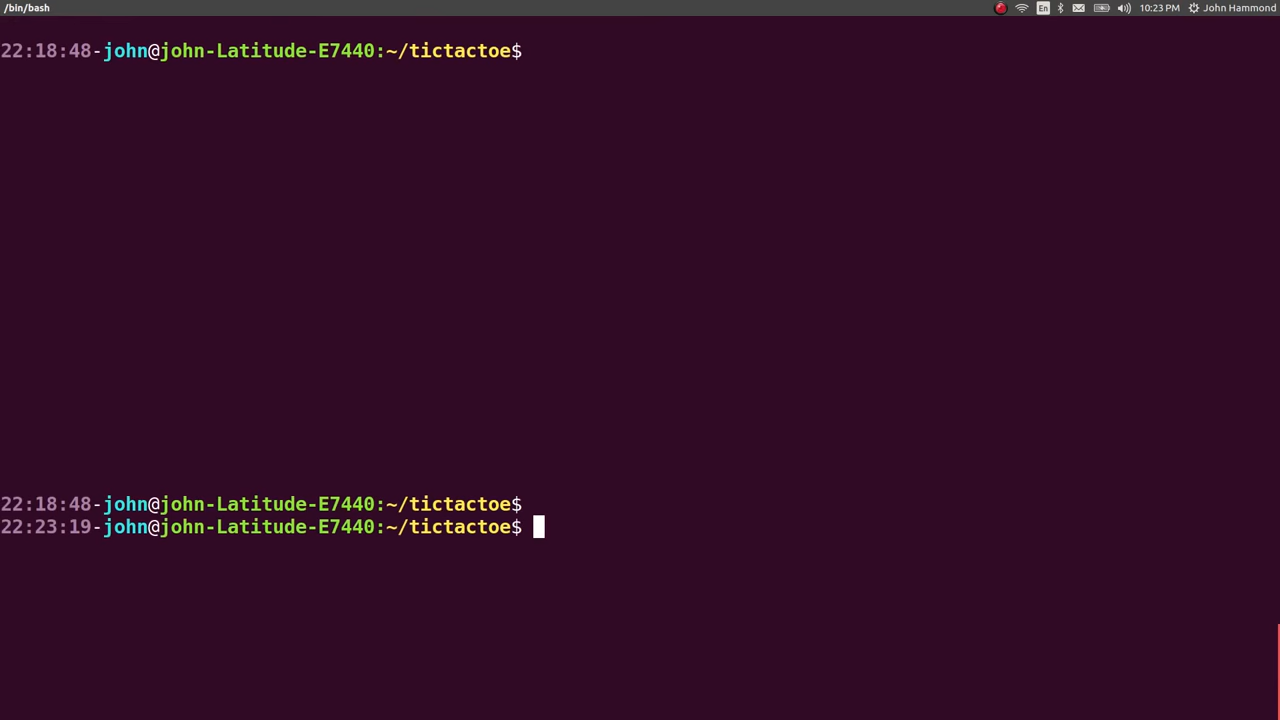 /bin/bash
En
10:23 PM
John Hammond
22:18:48-john@john-Latitude-E7440:~/tictactoe$
22:18:48-john@john-Latitude-E7440:~/tictactoe$
22:23:19-john@john-Latitude-E7440:~/tictactoe$